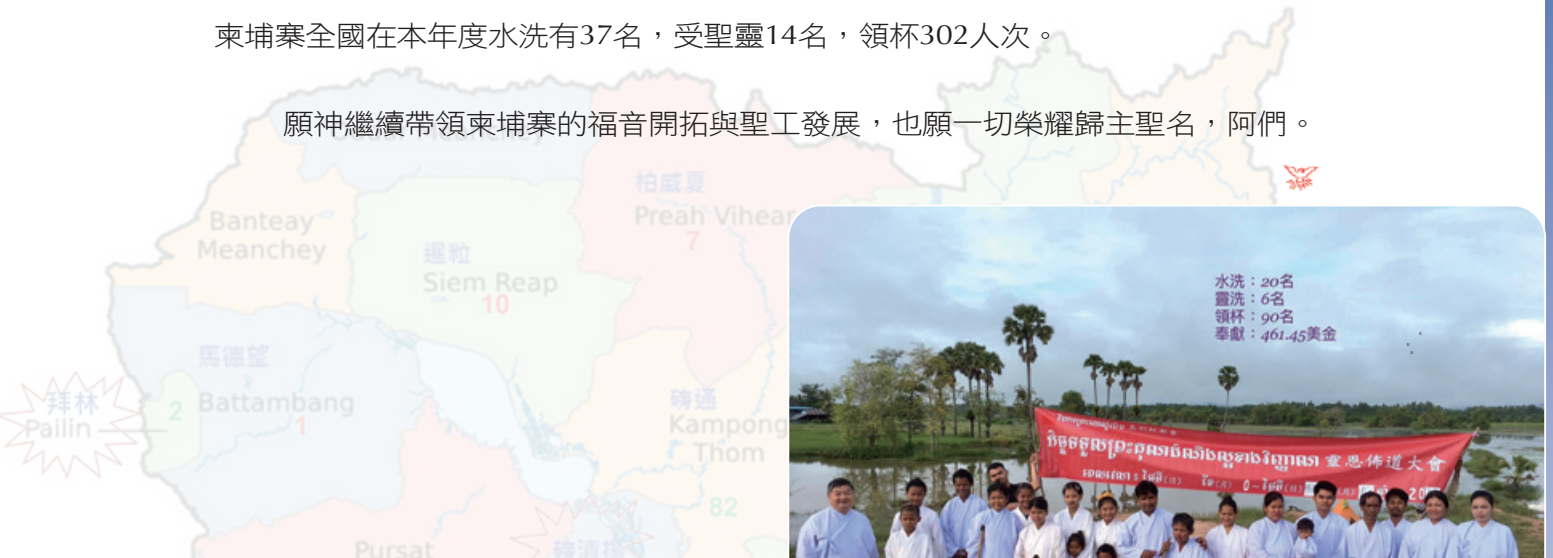 柬埔寨全國在本年度水洗有37名，受聖靈14名，領杯302人次。
願神繼續帶領柬埔寨的福音開拓與聖工發展，也願一切榮耀歸主聖名，阿們。
柏威夏
Preah Vihear
7
Banteay
Meanchey
暹粒
Siem Reap
10
馬德望
Battambang
1
拜林
Pailin
2
磅通
Kampong
Thom
82
Pursat
水洗：20名
靈洗：6名
領杯：90名
奉獻：461.45美金
靈恩佈道大會